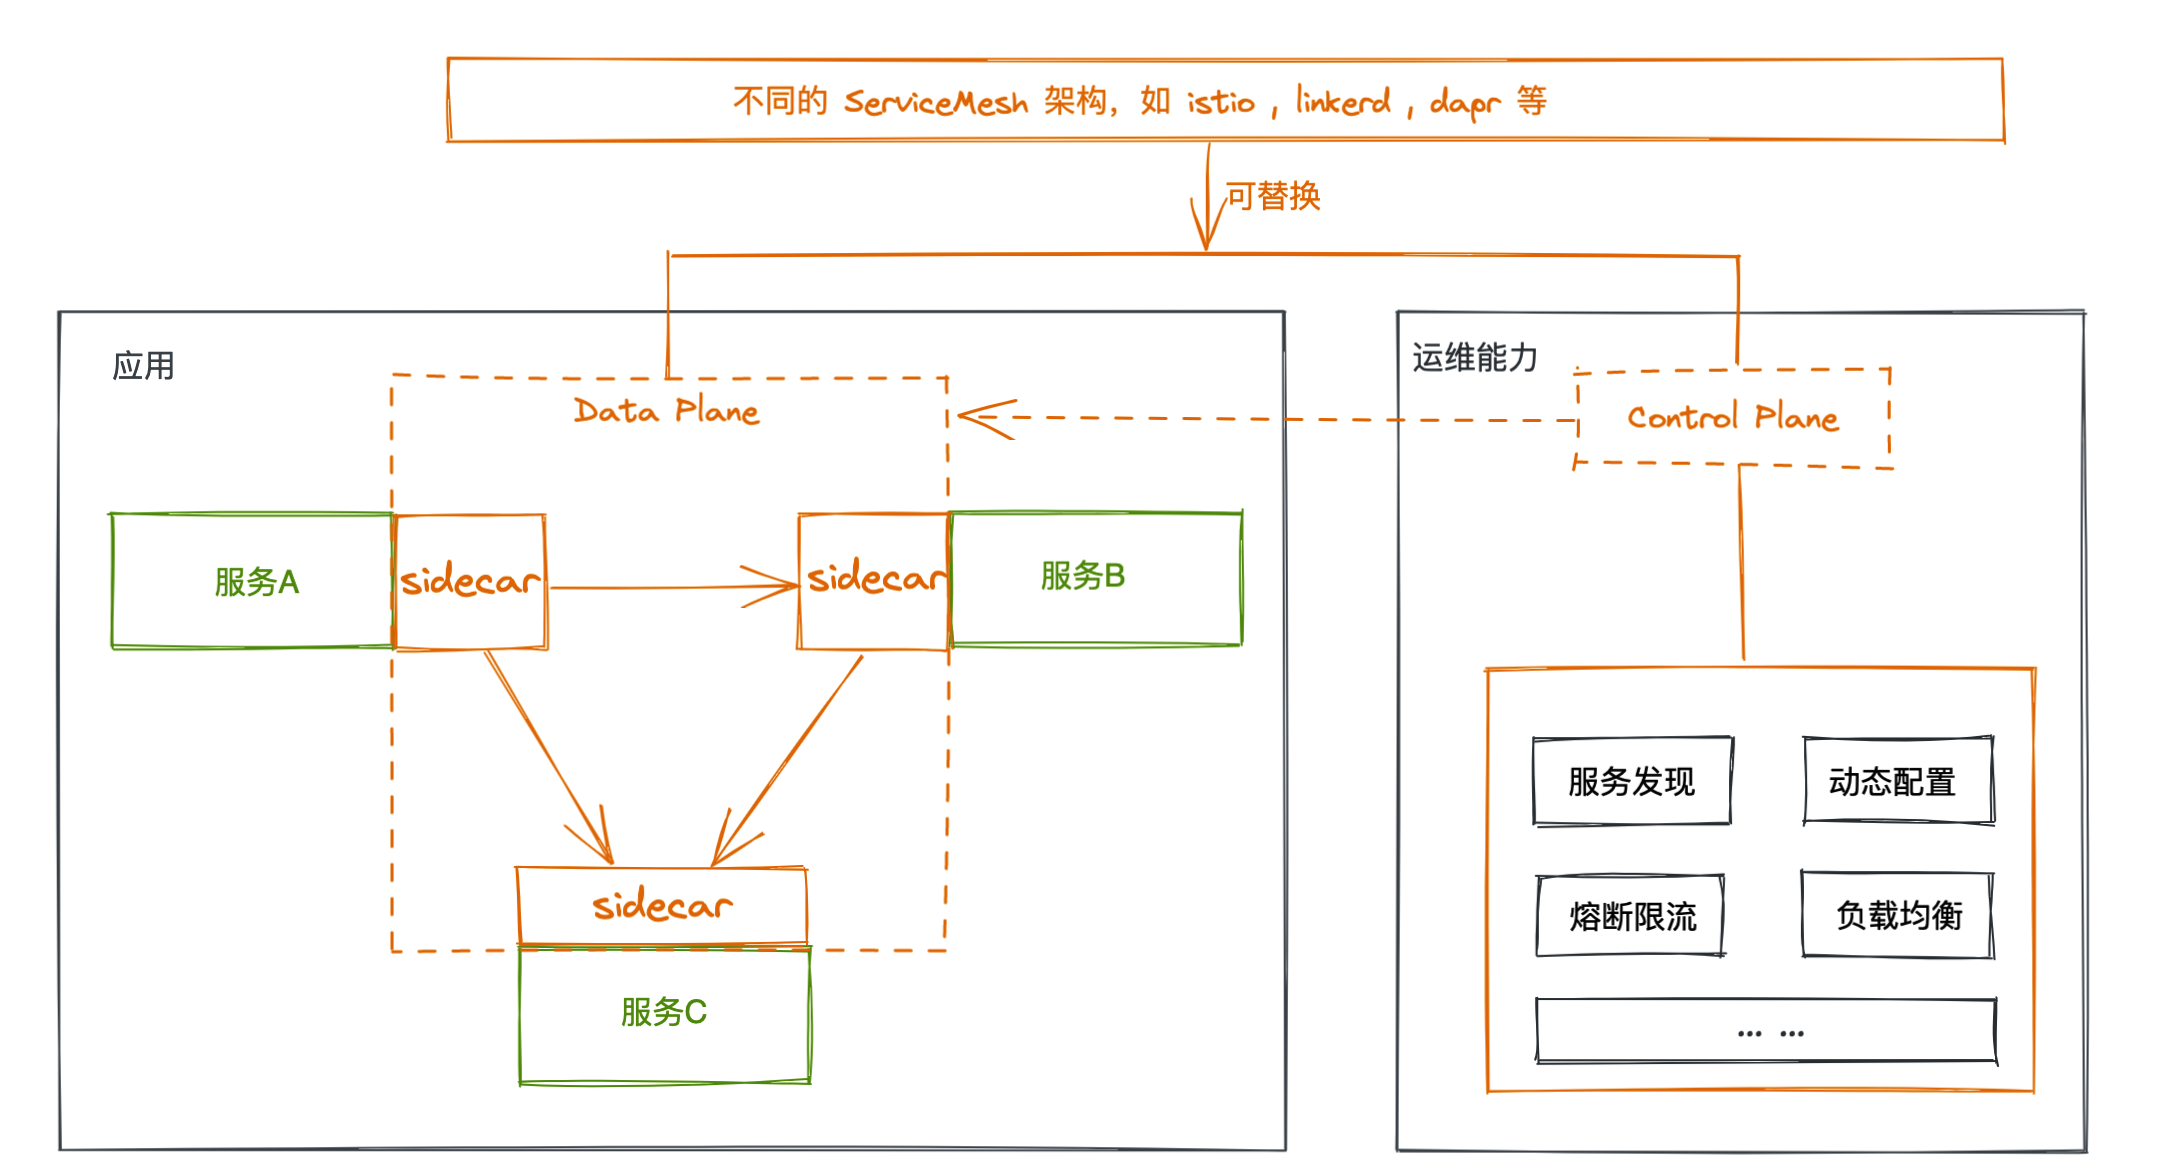 不同的 ServiceMesh 架构，如 istio , linkerd , dapr 等
可替换
应用
Data Plane
服务A
sidecar
sidecar
服务B
sidecar
服务C
运维能力
Control Plane
服务发现
动态配置
熔断限流
负载均衡
... ...